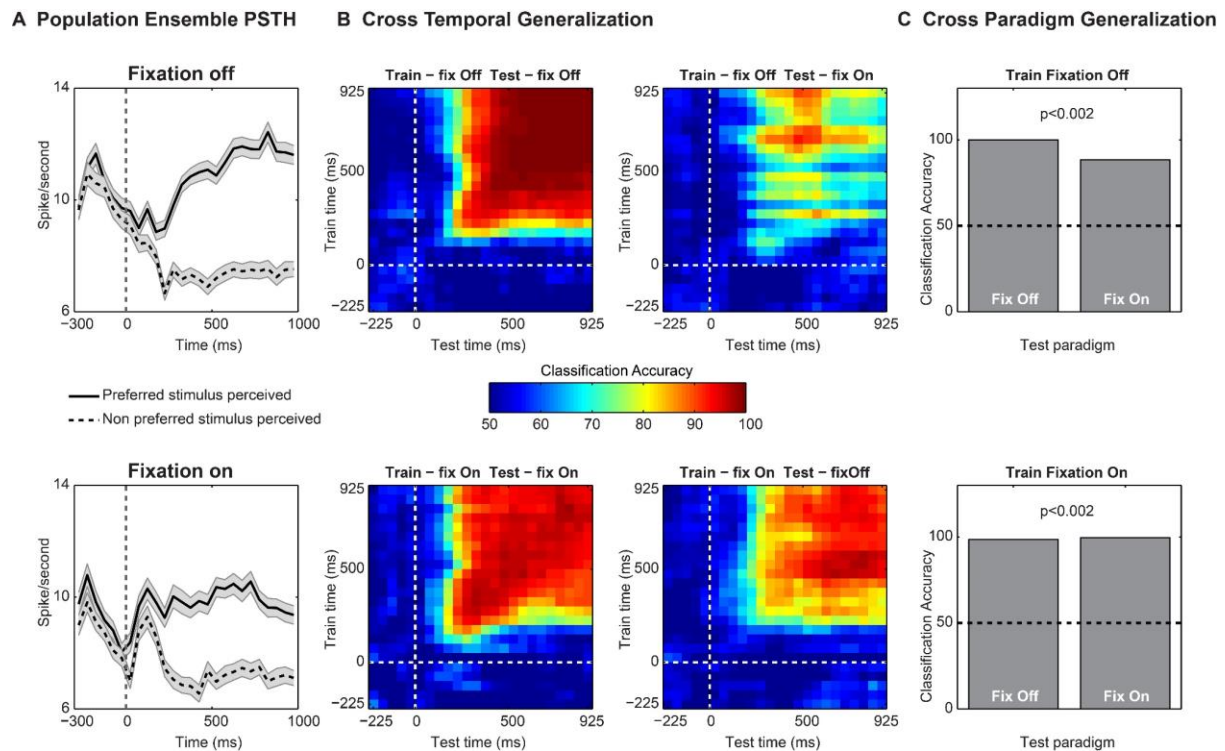 A Population Ensemble PSTH
B Cross Temporal Generalization
C Cross Paradigm Generalization
Fixation off
14
10
6
Spike/second
−300
0
500
1000
Time (ms)
Train − fix Off Test − fix Off
925
500
0
−225
Train time (ms)
−225
0
500
925
Test time (ms)
Train − fix Off Test − fix On
925
500
0
−225
Train time (ms)
−225
0
500
925
Test time (ms)
Train Fixation Off
p<0.002
100
50
0
Classification Accuracy
Fix Off
Fix On
Test paradigm
Preferred stimulus perceived
Non preferred stimulus perceived
Classification Accuracy
50
60
70
80
90
100
Fixation on
14
10
6
Spike/second
−300
0
500
1000
Time (ms)
Train − fix On Test − fix On
925
500
0
−225
Train time (ms)
−225
0
500
925
Test time (ms)
Train − fix On Test − fixOff
925
500
0
−225
Train time (ms)
−225
0
500
925
Test time (ms)
Train Fixation On
p<0.002
100
50
0
Classification Accuracy
Fix Off
Fix On
Test paradigm